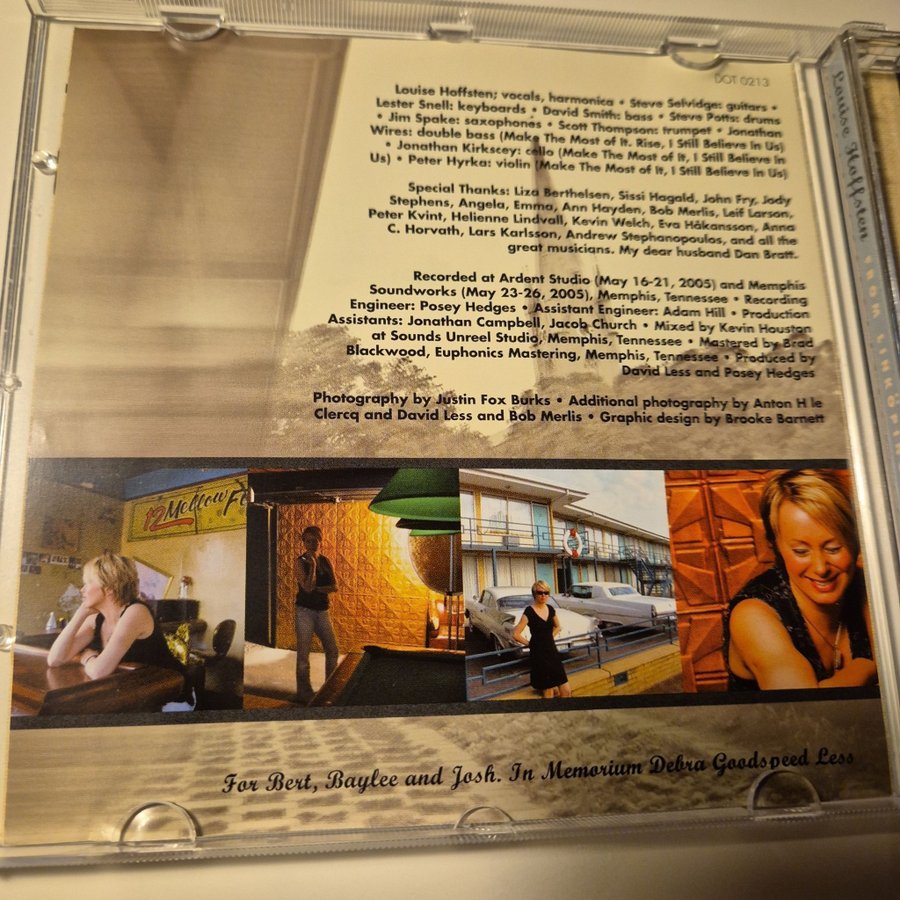 DOT 0213
Louise Hoffsten; vocals, harmonica • Steve Selvidge: guitars •
Lester Snell: keyboards • David Smith: bass • Steve Potts: drums
• Jim Spake: saxophones • Scott Thompson: trumpet • Jonathan
Wires: double bass (Make The Most of It. Rise, I Still Believe In Us)
• Jonathan Kirkscey: cello (Make The Most of It, I Still Believe In
Us) • Peter Hyrka: violin (Make The Most of It, I Still Believe In Us)
Special Thanks: Liza Berthelsen, Sissi Hagald, John Fry, Jody
Stephens, Angela, Emma, Ann Hayden, Bob Merlis, Leif Larson,
Peter Kvint, Helienne Lindvall, Kevin Welch, Eva Håkansson, Anna
C. Horvath, Lars Karlsson, Andrew Stephanopoulos, and all the
great musicians. My dear husband Dan Bratt.
Recorded at Ardent Studio (May 16-21, 2005) and Memphis
Soundworks (May 23-26, 2005), Memphis, Tennessee • Recording
Engineer: Posey Hedges • Assistant Engineer: Adam Hill • Production
Assistants: Jonathan Campbell, Jacob Church • Mixed by Kevin Houston
at Sounds Unreel Studio, Memphis, Tennessee • Mastered by Brad
Blackwood, Euphonics Mastering, Memphis, Tennessee • Produced by
David Less and Posey Hedges
Photography by Justin Fox Burks • Additional photography by Anton H le
Clercq and David Less and Bob Merlis • Graphic design by Brooke Barnett
12 Mellow
For Bert, Baylee and Josh. In Memorium Debra Goodspeed Less
Louise Hoffsten FROM LINKÖPIN